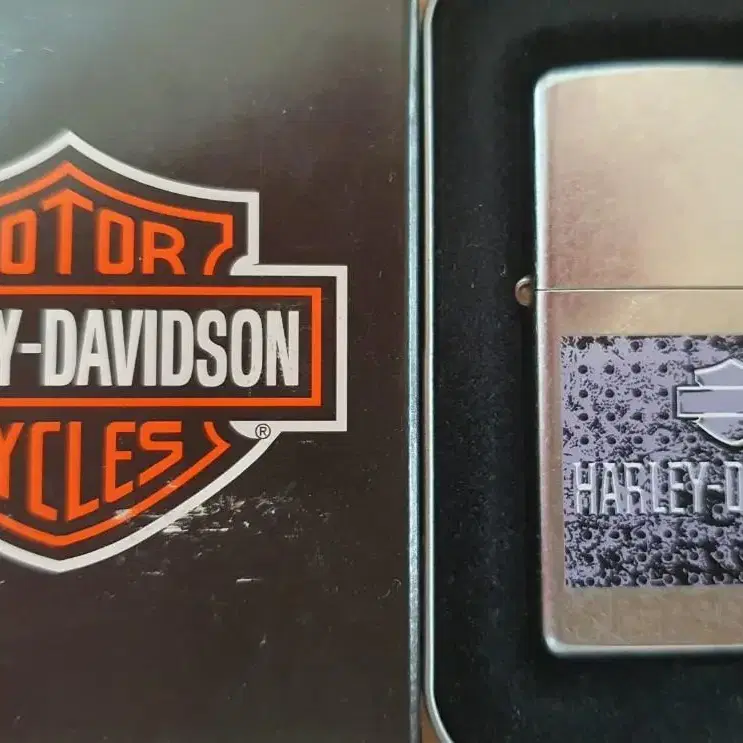 OTOR
Y-DAVIDSON
YCLES
®
HARLEY-D